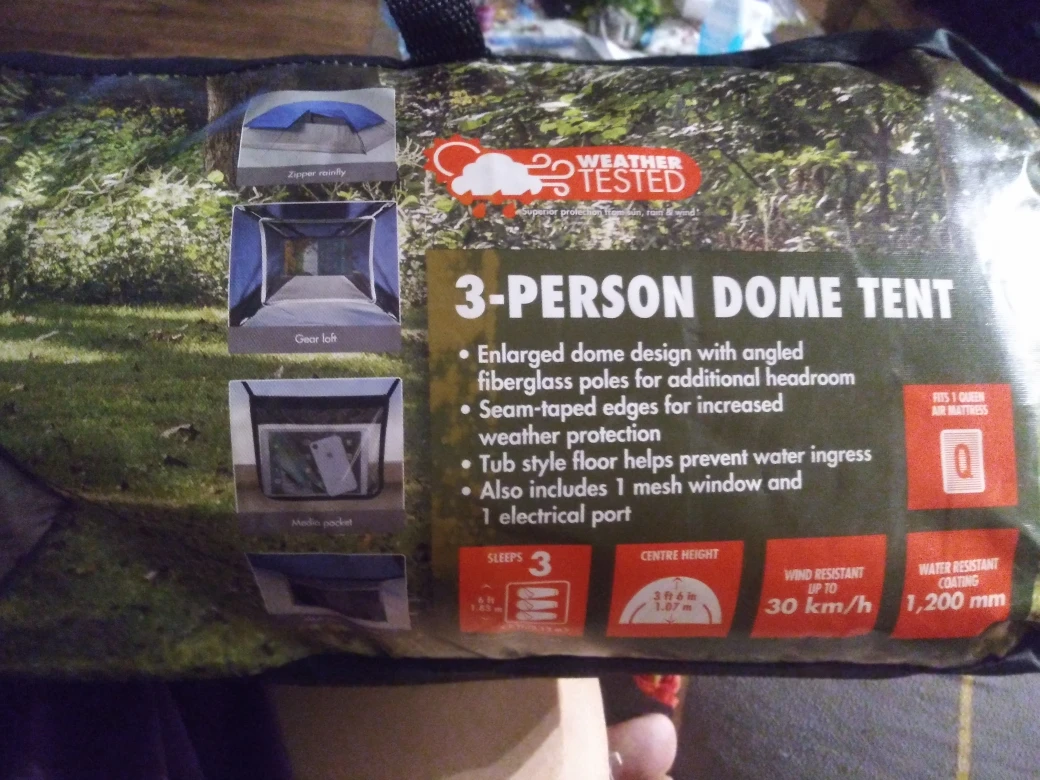 Zipper rainfly
Gear loft
Media pocket
WEATHER
TESTED
Superior protection from sun, rain & wind
3-PERSON DOME TENT
• Enlarged dome design with angled
fiberglass poles for additional headroom
• Seam-taped edges for increased
weather protection
• Tub style floor helps prevent water ingress
• Also includes 1 mesh window and
1 electrical port
FITS 1 QUEEN
AIR MATTRESS
Q
SLEEPS 3
6 ft
1.83 m
CENTRE HEIGHT
3 ft 6 in
1.07 m
WIND RESISTANT
UP TO
30 km/h
WATER RESISTANT
COATING
1,200 mm